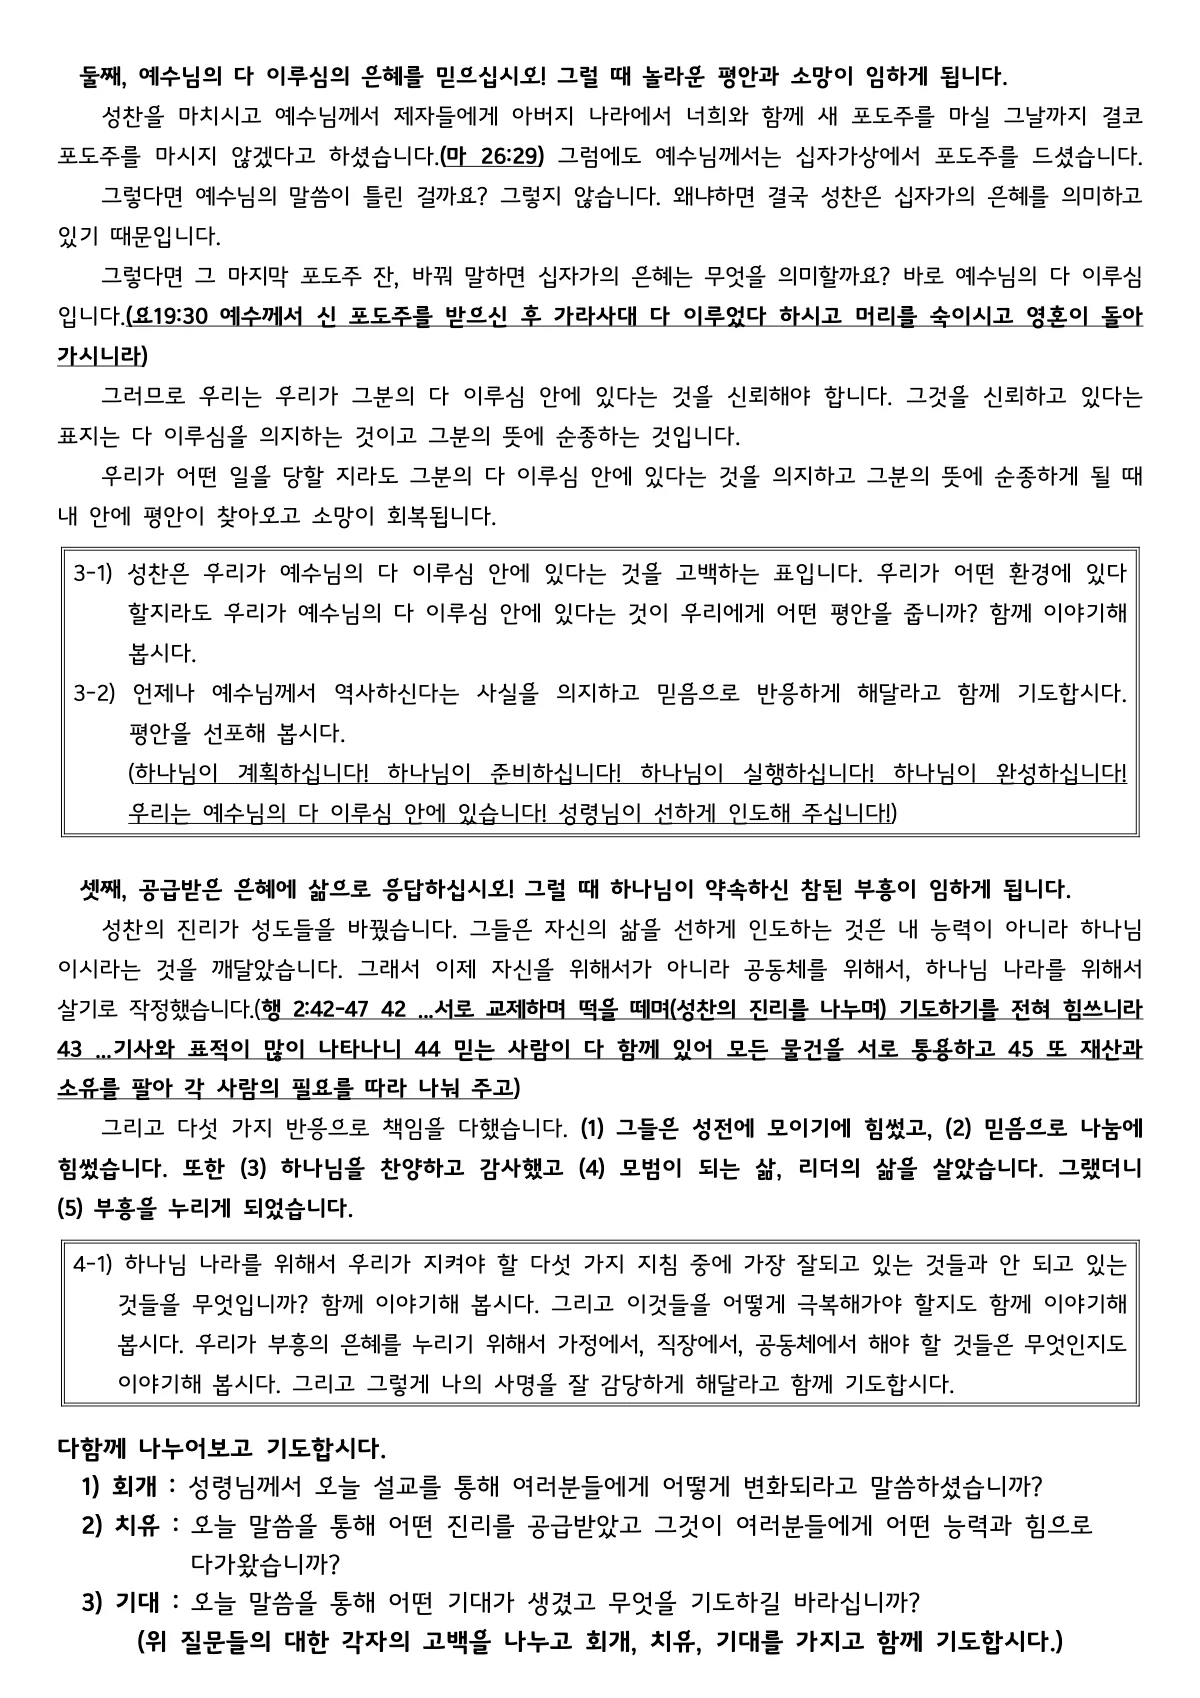 둘째, 예수님의 다 이루심의 은혜를 믿으십시오! 그럴 때 놀라운 평안과 소망이 임하게 됩니다.
성찬을 마치시고 예수님께서 제자들에게 아버지 나라에서 너희와 함께 새 포도주를 마실 그날까지 결코
포도주를 마시지 않겠다고 하셨습니다.(마 26:29) 그럼에도 예수님께서는 십자가상에서 포도주를 드셨습니다.
그렇다면 예수님의 말씀이 틀린 걸까요? 그렇지 않습니다. 왜냐하면 결국 성찬은 십자가의 은혜를 의미하고
있기 때문입니다.
그렇다면 그 마지막 포도주 잔, 바꿔 말하면 십자가의 은혜는 무엇을 의미할까요? 바로 예수님의 다 이루심
입니다.(요19:30 예수께서 신 포도주를 받으신 후 가라사대 다 이루었다 하시고 머리를 숙이시고 영혼이 돌아
가시니라)
그러므로 우리는 우리가 그분의 다 이루심 안에 있다는 것을 신뢰해야 합니다. 그것을 신뢰하고 있다는
표지는 다 이루심을 의지하는 것이고 그분의 뜻에 순종하는 것입니다.
우리가 어떤 일을 당할 지라도 그분의 다 이루심 안에 있다는 것을 의지하고 그분의 뜻에 순종하게 될 때
내 안에 평안이 찾아오고 소망이 회복됩니다.
3-1) 성찬은 우리가 예수님의 다 이루심 안에 있다는 것을 고백하는 표입니다. 우리가 어떤 환경에 있다
할지라도 우리가 예수님의 다 이루심 안에 있다는 것이 우리에게 어떤 평안을 줍니까? 함께 이야기해
봅시다.
3-2) 언제나 예수님께서 역사하신다는 사실을 의지하고 믿음으로 반응하게 해달라고 함께 기도합시다.
평안을 선포해 봅시다.
(하나님이 계획하십니다! 하나님이 준비하십니다! 하나님이 실행하십니다! 하나님이 완성하십니다!
우리는 예수님의 다 이루심 안에 있습니다! 성령님이 선하게 인도해 주십니다!)
셋째, 공급받은 은혜에 삶으로 응답하십시오! 그럴 때 하나님이 약속하신 참된 부흥이 임하게 됩니다.
성찬의 진리가 성도들을 바꿨습니다. 그들은 자신의 삶을 선하게 인도하는 것은 내 능력이 아니라 하나님
이시라는 것을 깨달았습니다. 그래서 이제 자신을 위해서가 아니라 공동체를 위해서, 하나님 나라를 위해서
살기로 작정했습니다.(행 2:42-47 42 ...서로 교제하며 떡을 떼며(성찬의 진리를 나누며) 기도하기를 전혀 힘쓰니라
43 ...기사와 표적이 많이 나타나니 44 믿는 사람이 다 함께 있어 모든 물건을 서로 통용하고 45 또 재산과
소유를 팔아 각 사람의 필요를 따라 나눠 주고)
그리고 다섯 가지 반응으로 책임을 다했습니다. (1) 그들은 성전에 모이기에 힘썼고, (2) 믿음으로 나눔에
힘썼습니다. 또한 (3) 하나님을 찬양하고 감사했고 (4) 모범이 되는 삶, 리더의 삶을 살았습니다. 그랬더니
(5) 부흥을 누리게 되었습니다.
4-1) 하나님 나라를 위해서 우리가 지켜야 할 다섯 가지 지침 중에 가장 잘되고 있는 것들과 안 되고 있는
것들을 무엇입니까? 함께 이야기해 봅시다. 그리고 이것들을 어떻게 극복해가야 할지도 함께 이야기해
봅시다. 우리가 부흥의 은혜를 누리기 위해서 가정에서, 직장에서, 공동체에서 해야 할 것들은 무엇인지도
이야기해 봅시다. 그리고 그렇게 나의 사명을 잘 감당하게 해달라고 함께 기도합시다.
다함께 나누어보고 기도합시다.
1) 회개 : 성령님께서 오늘 설교를 통해 여러분들에게 어떻게 변화되라고 말씀하셨습니까?
2) 치유 : 오늘 말씀을 통해 어떤 진리를 공급받았고 그것이 여러분들에게 어떤 능력과 힘으로
다가왔습니까?
3) 기대 : 오늘 말씀을 통해 어떤 기대가 생겼고 무엇을 기도하길 바라십니까?
(위 질문들의 대한 각자의 고백을 나누고 회개, 치유, 기대를 가지고 함께 기도합시다.)